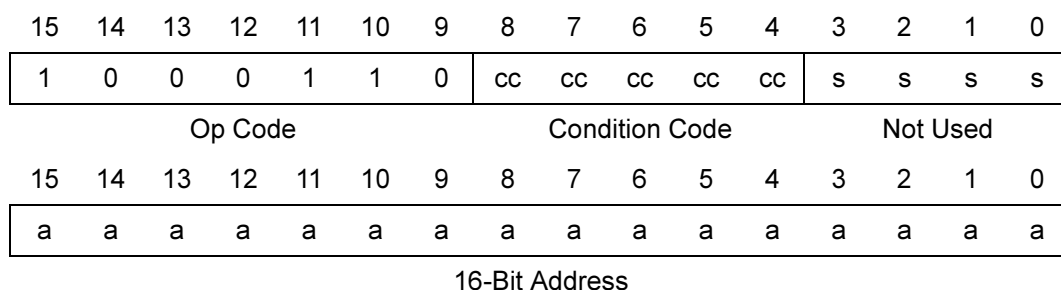 15 14 13 12 11 10 9 8 7 6 5 4 3 2 1 0
1 0 0 0 1 1 0 cc cc cc cc cc s s s s
Op Code Condition Code Not Used
15 14 13 12 11 10 9 8 7 6 5 4 3 2 1 0
a a a a a a a a a a a a a a a a
16-Bit Address